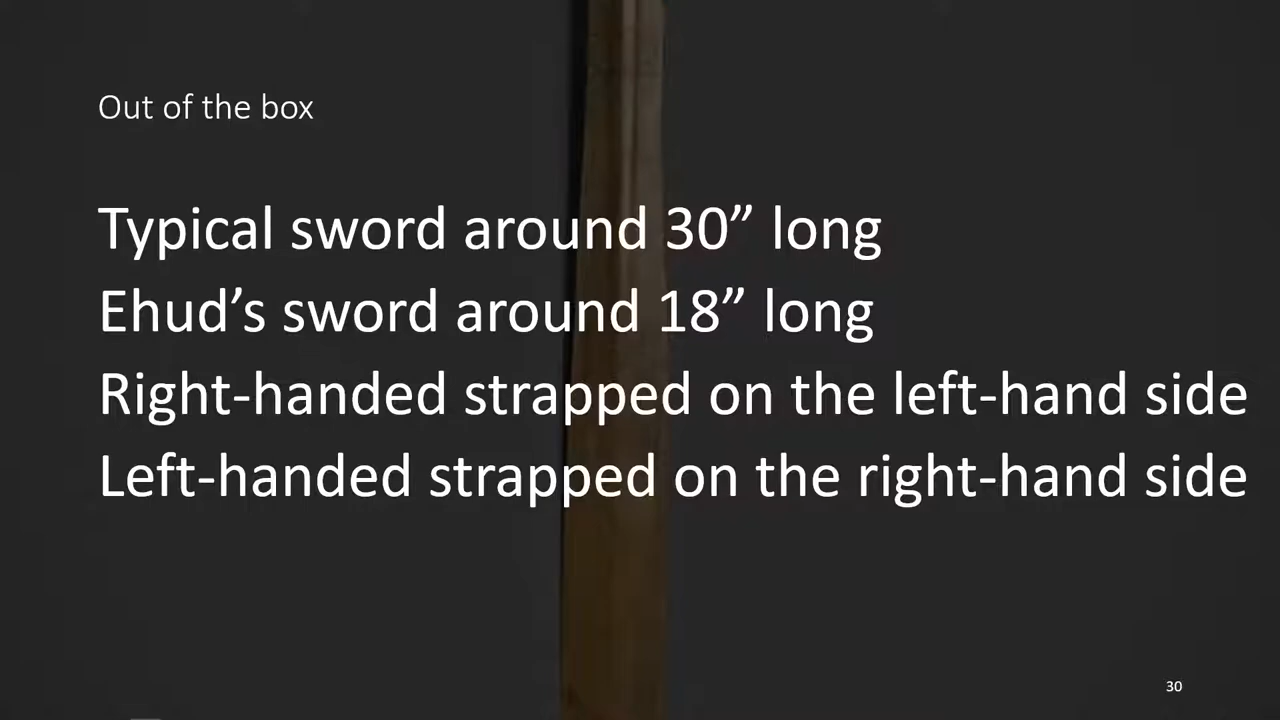 Out of the box
Typical sword around 30” long
Ehud’s sword around 18” long
Right-handed strapped on the left-hand side
Left-handed strapped on the right-hand side
30